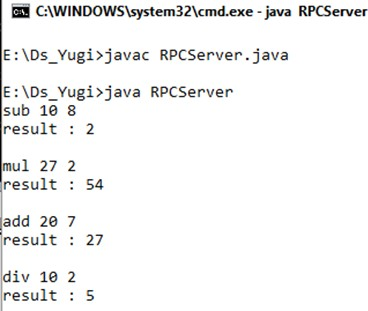 C:\WINDOWS\system32\cmd.exe - java RPCServer
E:\Ds_Yugi>javac RPCServer.java
E:\Ds_Yugi>java RPCServer
sub 10 8
result : 2
mul 27 2
result : 54
add 20 7
result : 27
div 10 2
result : 5